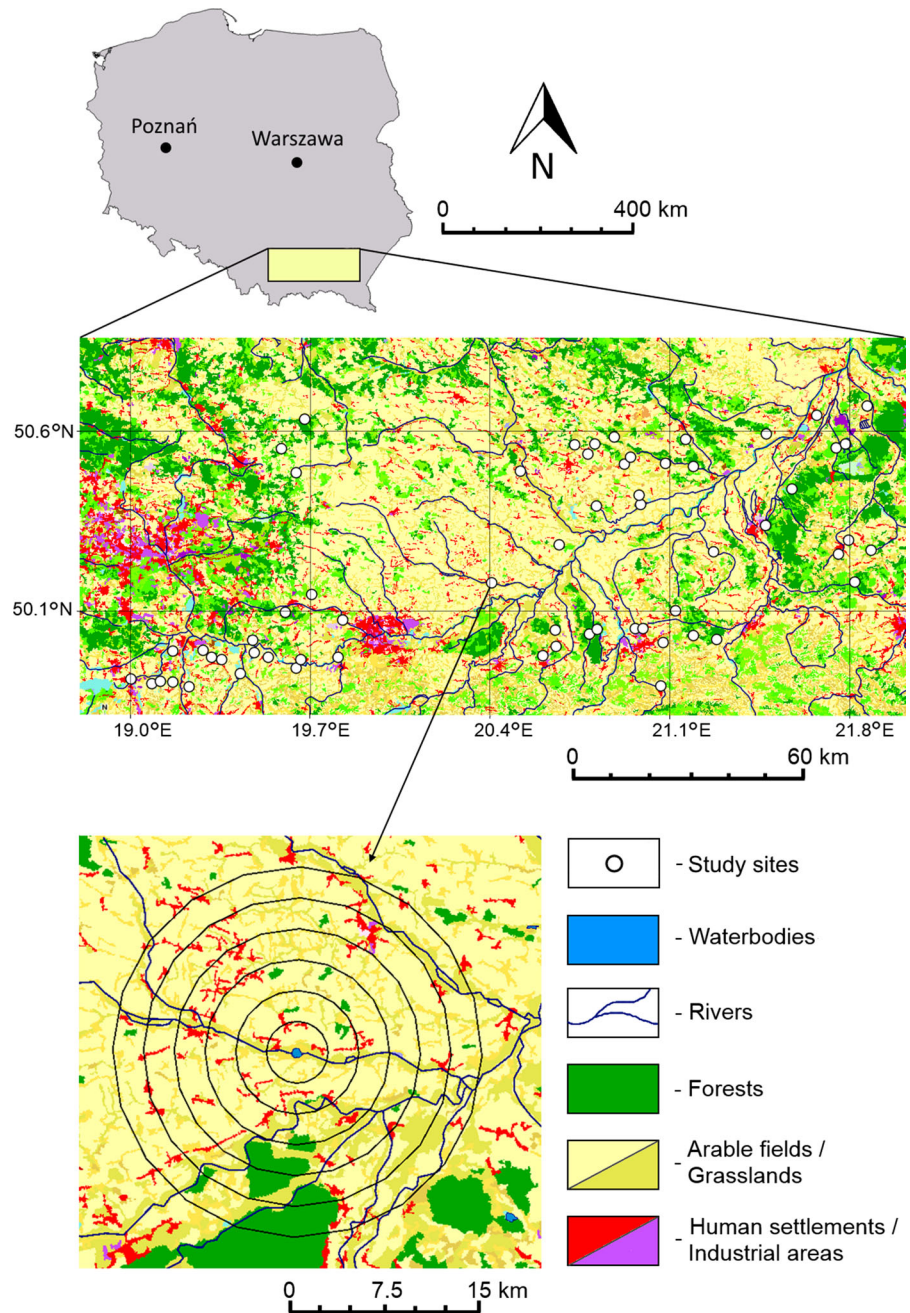 Poznań
Warszawa
N
0 400 km
50.6°N
50.1°N
N
19.0°E 19.7°E 20.4°E 21.1°E 21.8°E
0 60 km
- Study sites
- Waterbodies
- Rivers
- Forests
- Arable fields /
Grasslands
- Human settlements /
Industrial areas
0 7.5 15 km